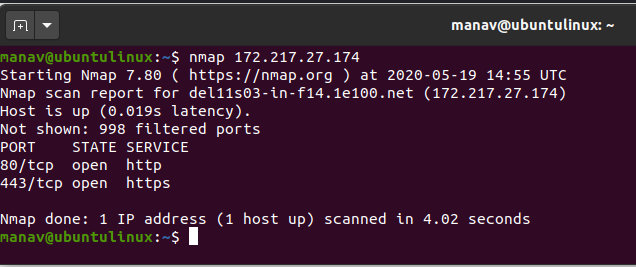 manav@ubuntulinux: ~
manav@ubuntulinux:~$ nmap 172.217.27.174
Starting Nmap 7.80 ( https://nmap.org ) at 2020-05-19 14:55 UTC
Nmap scan report for del11s03-in-f14.1e100.net (172.217.27.174)
Host is up (0.019s latency).
Not shown: 998 filtered ports
PORT    STATE SERVICE
80/tcp  open  http
443/tcp open  https
Nmap done: 1 IP address (1 host up) scanned in 4.02 seconds
manav@ubuntulinux:~$